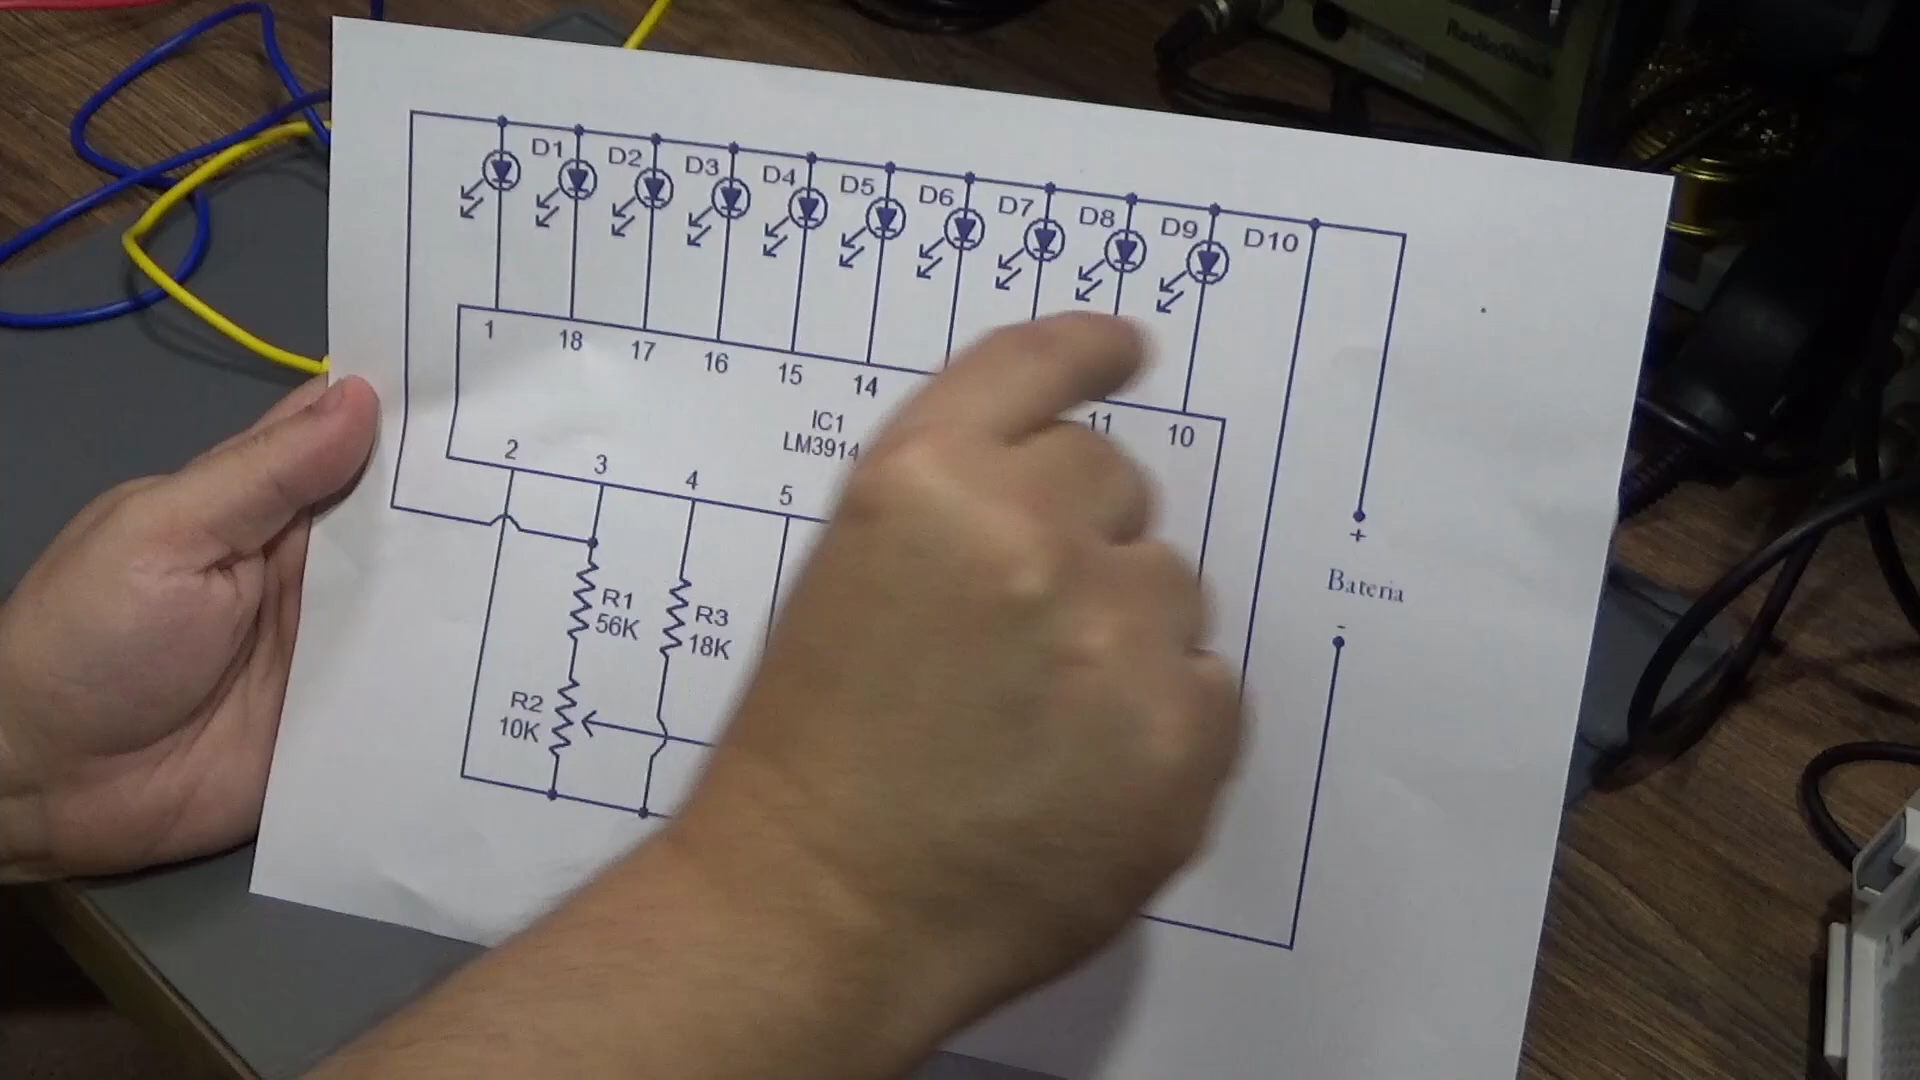 RadioShack
D1 D2 D3 D4 D5 D6 D7 D8 D9 D10
1 18 17 16 15 14 11 10
IC1
LM3914
2 3 4 5
R1
56K
R3
18K
R2
10K
+
Bateria
-